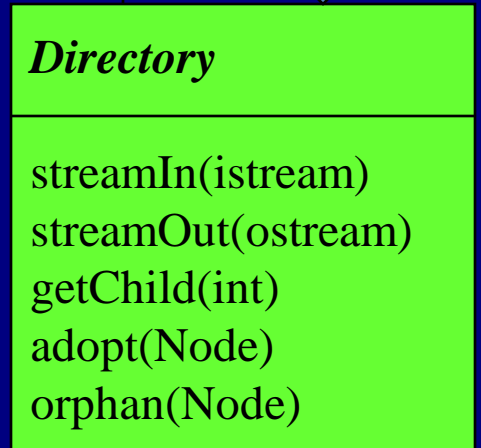 Directory
streamIn(istream)
streamOut(ostream)
getChild(int)
adopt(Node)
orphan(Node)